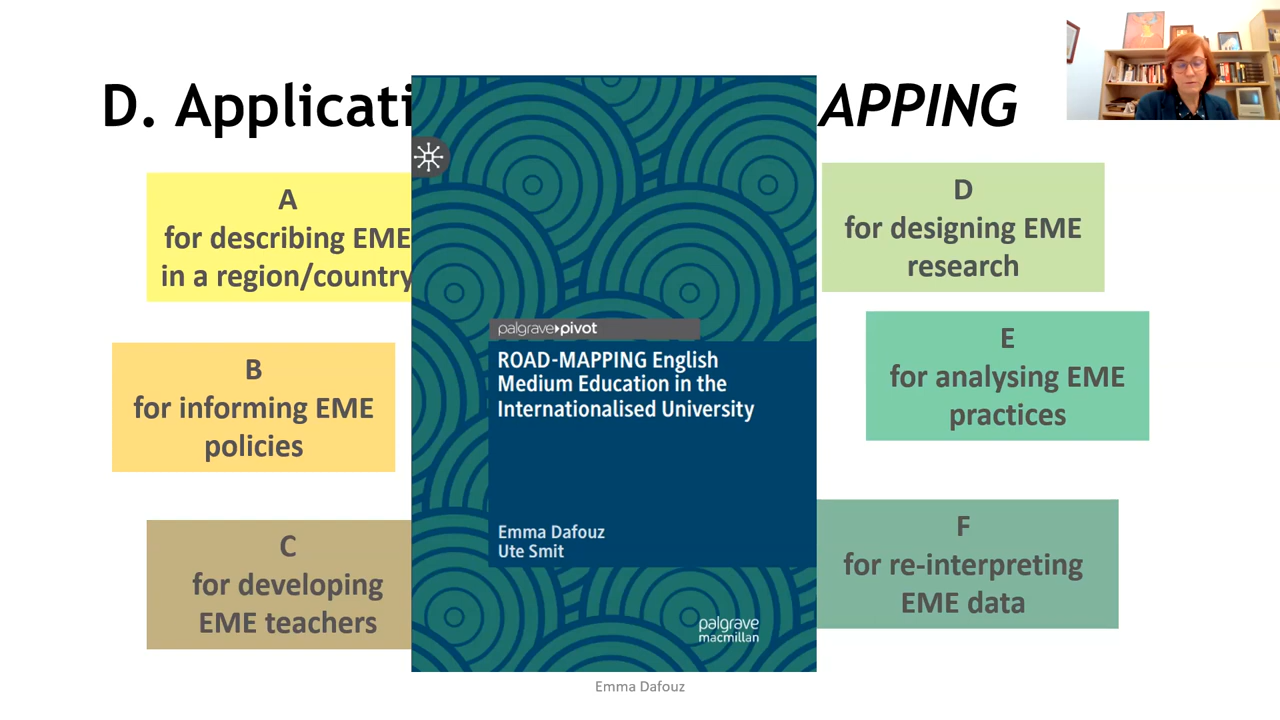 D. Applicati
APPING
A
for describing EME
in a region/country
B
for informing EME
policies
C
for developing
EME teachers
palgrave pivot
ROAD-MAPPING English
Medium Education in the
Internationalised University
Emma Dafouz
Ute Smit
palgrave
macmillan
D
for designing EME
research
E
for analysing EME
practices
F
for re-interpreting
EME data
Emma Dafouz